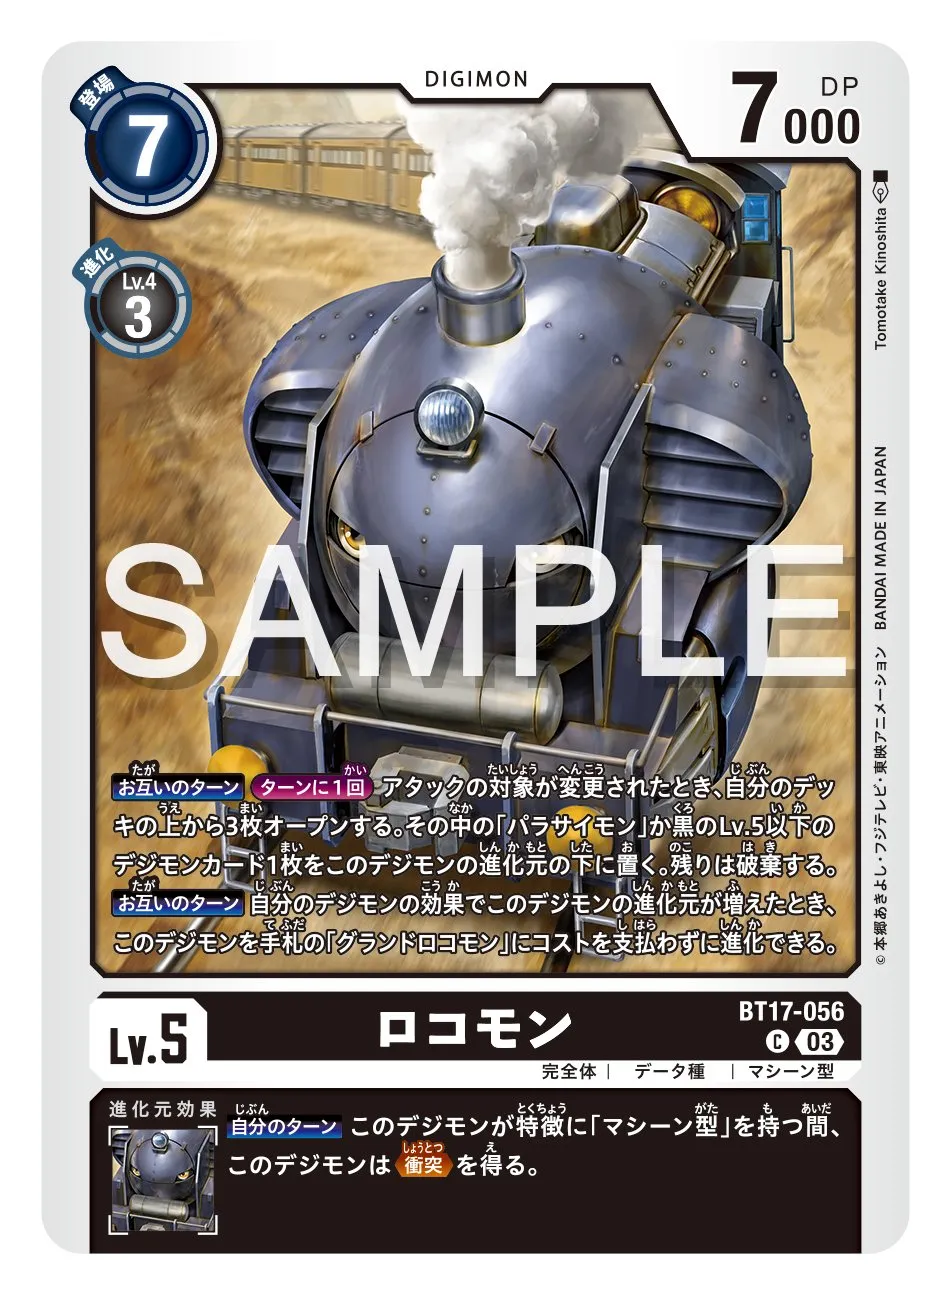 DIGIMON
登場
7
7000
DP
進化
Lv.4
3
Tomotake Kinoshita
BANDAI MADE IN JAPAN
©本郷あきよし・フジテレビ・東映アニメーション
SAMPLE
お互いのターン ターンに1回 アタックの対象が変更されたとき、自分のデッ
キの上から3枚オープンする。その中の「パラサイモン」か黒のLv.5以下の
デジモンカード1枚をこのデジモンの進化元の下に置く。残りは破棄する。
お互いのターン 自分のデジモンの効果でこのデジモンの進化元が増えたとき、
このデジモンを手札の「グランドロコモン」にコストを支払わずに進化できる。
Lv.5
ロコモン
BT17-056
C 03
完全体 | データ種 | マシーン型
進化元効果
自分のターン このデジモンが特徴に「マシーン型」を持つ間、
このデジモンは 衝突 を得る。